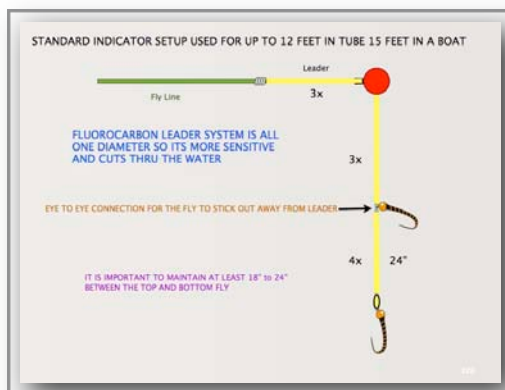 STANDARD INDICATOR SETUP USED FOR UP TO 12 FEET IN TUBE 15 FEET IN A BOAT
Leader
Fly Line
3x
FLUOROCARBON LEADER SYSTEM IS ALL
ONE DIAMETER SO ITS MORE SENSITIVE
AND CUTS THRU THE WATER
3x
EYE TO EYE CONNECTION FOR THE FLY TO STICK OUT AWAY FROM LEADER
4x 24"
IT IS IMPORTANT TO MAINTAIN AT LEAST 18" to 24"
BETWEEN THE TOP AND BOTTOM FLY